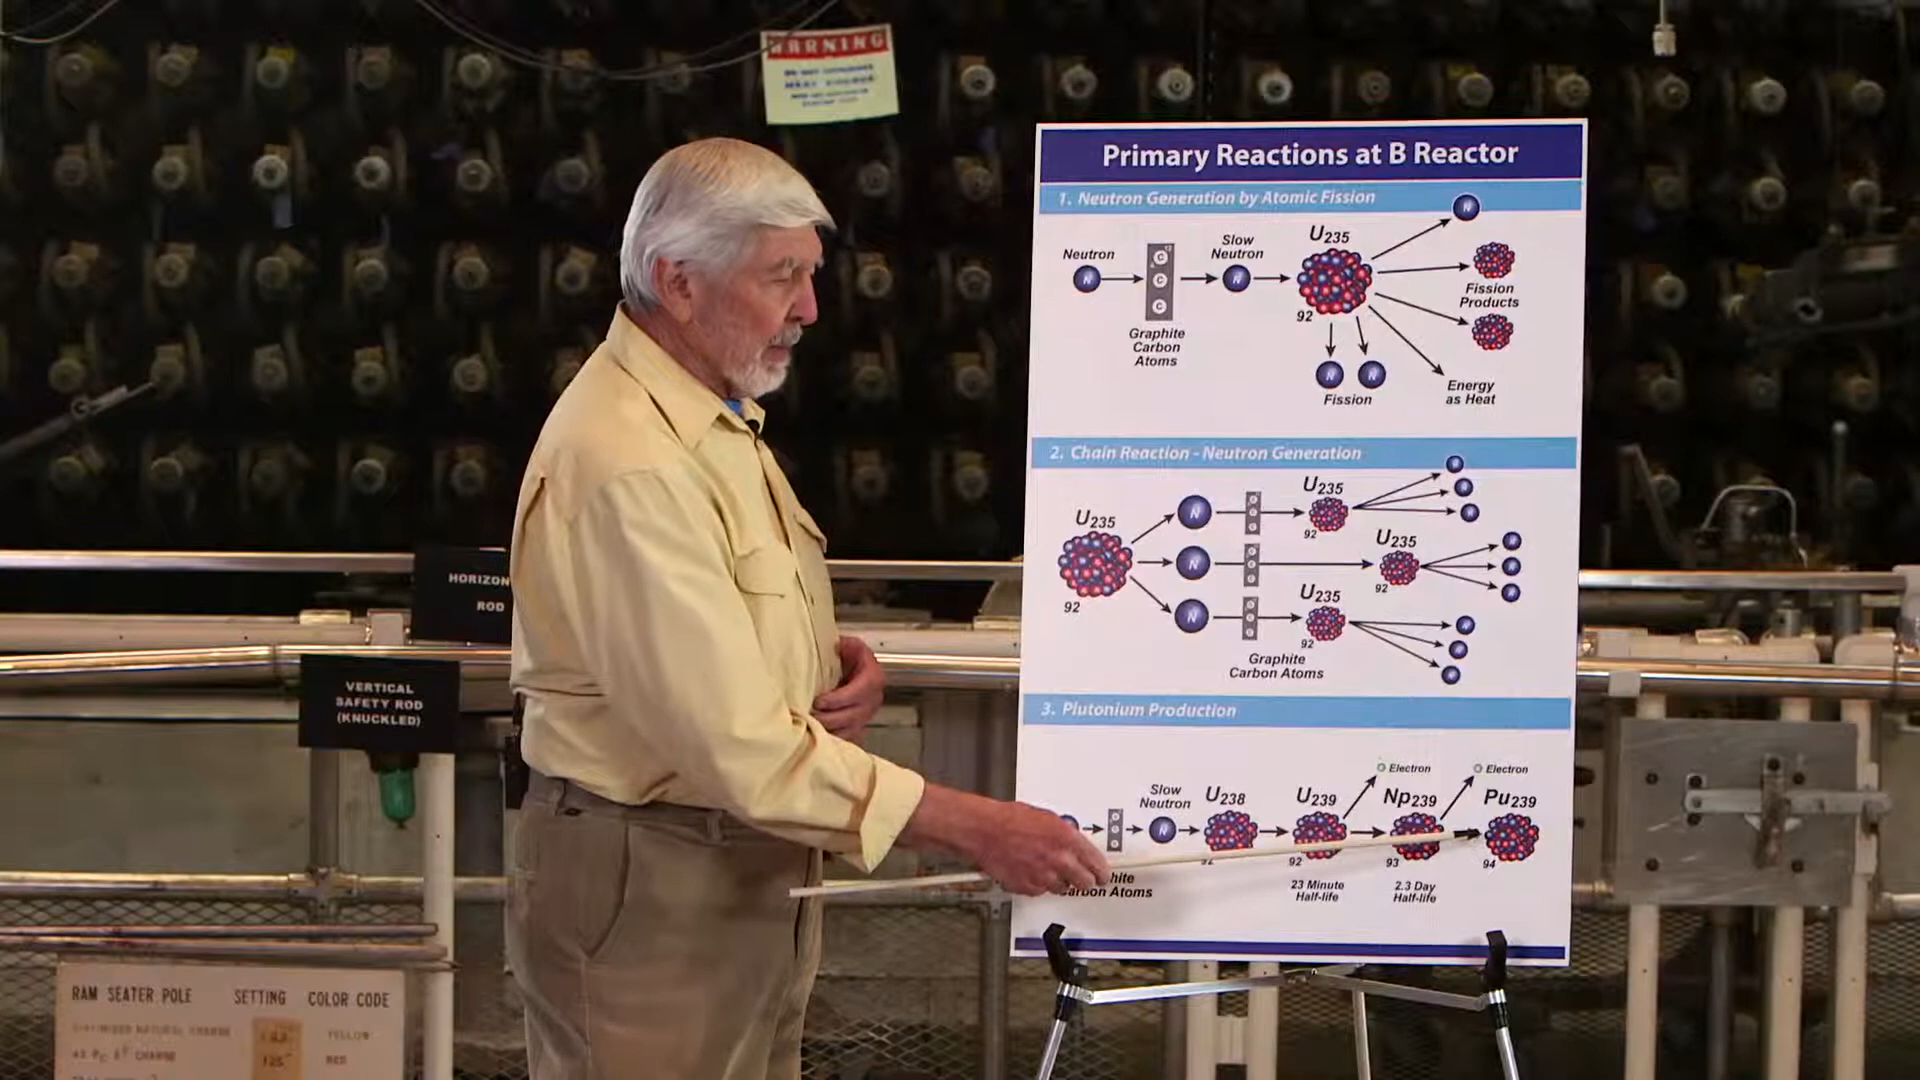 WARNING
Primary Reactions at B Reactor
1. Neutron Generation by Atomic Fission
Neutron
N
Graphite
Carbon
Atoms
C
C
C
Slow
Neutron
N
U235
92
N
Fission
Products
N N
Fission
Energy
as Heat
2. Chain Reaction - Neutron Generation
U235
92
N
N
N
U235
92
U235
92
U235
92
Graphite
Carbon Atoms
3. Plutonium Production
Slow
Neutron
N
Carbon Atoms
U238
U239
92
23 Minute
Half-life
Electron
Np239
93
2.3 Day
Half-life
Electron
Pu239
94
HORIZON
ROD
VERTICAL
SAFETY ROD
(KNUCKLED)
RAM SEATER POLE SETTING COLOR CODE
YELLOW
CHARGE RED